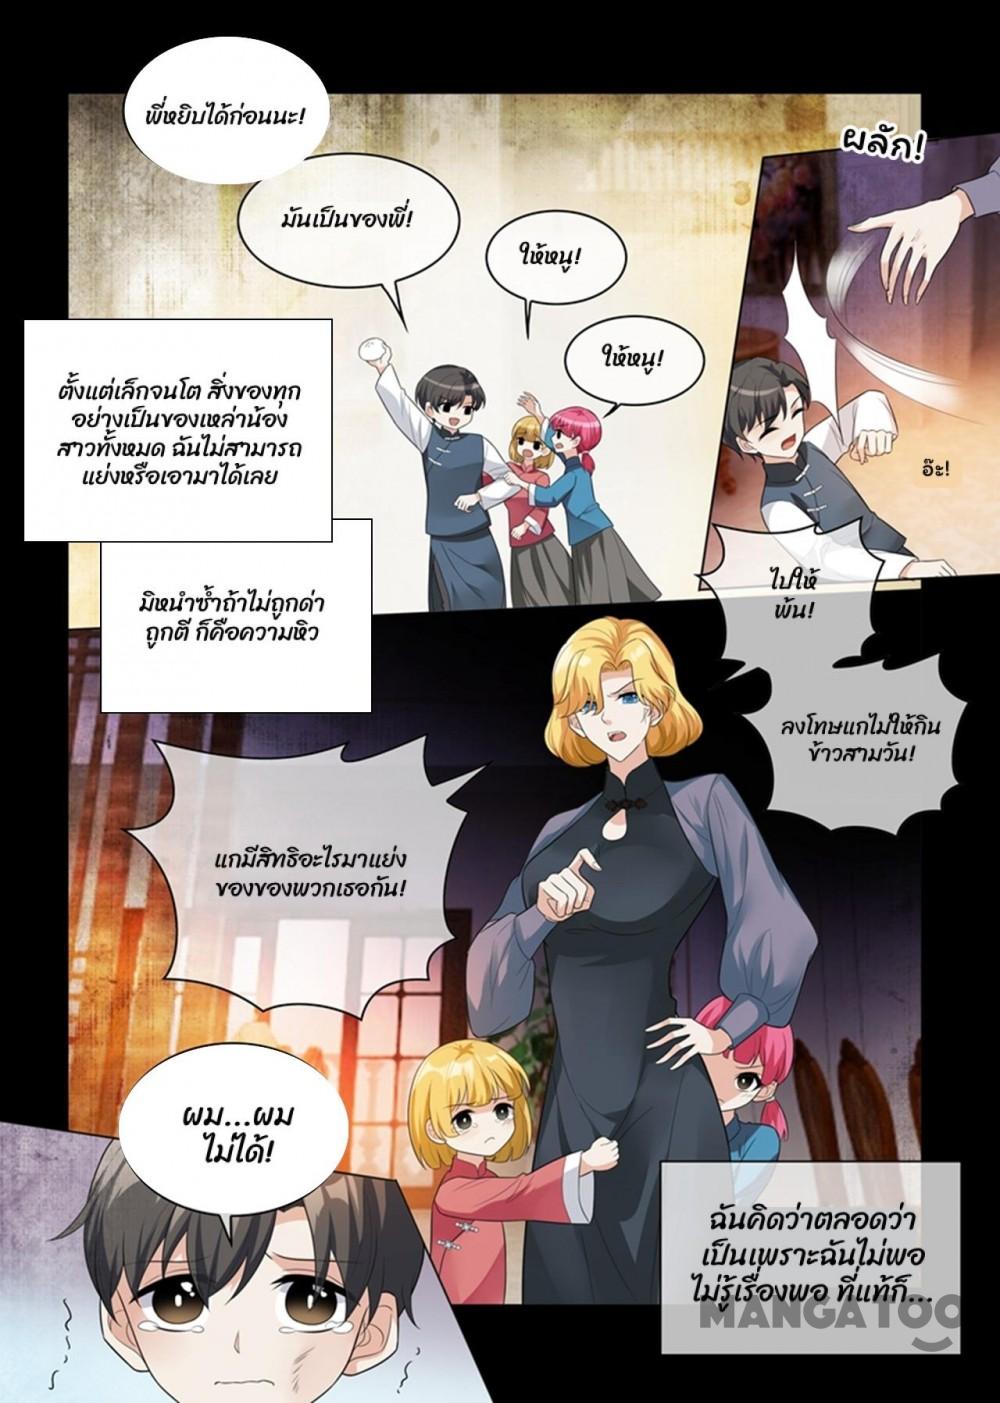 พี่หยิบได้ก่อนนะ!
มันเป็นของพี่!
ให้หนู!
ให้หนู!
ผลัก!
อ๊ะ!
ตั้งแต่เล็กจนโต สิ่งของทุก
อย่างเป็นของเหล่าน้อง
สาวทั้งหมด ฉันไม่สามารถ
แย่งหรือเอามาได้เลย
มิหนำซ้ำถ้าไม่ถูกด่า
ถูกตี ก็คือความหิว
ไปให้
พ้น!
ลงโทษแกไม่ให้กิน
ข้าวสามวัน!
แกมีสิทธิอะไรมาแย่ง
ของของพวกเธอกัน!
ผม...ผม
ไม่ได้!
ฉันคิดว่าตลอดว่า
เป็นเพราะฉันไม่พอ
ไม่รู้เรื่องพอ ที่แท้ก็...
MANGATOO